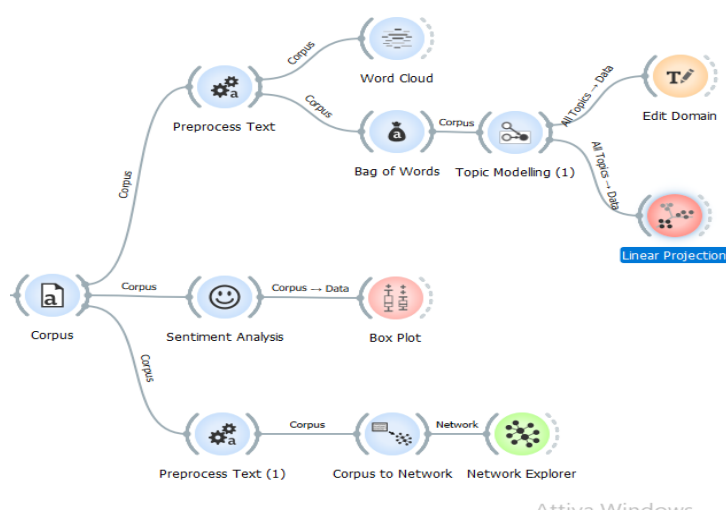 Corpus
Word Cloud
Preprocess Text
Corpus
Corpus
Bag of Words
Topic Modelling (1)
All Topics → Data
Edit Domain
All Topics → Data
Linear Projection
Corpus
Corpus
Corpus
Sentiment Analysis
Corpus → Data
Box Plot
Corpus
Preprocess Text (1)
Corpus
Corpus to Network
Network
Network Explorer
Attiva Windows